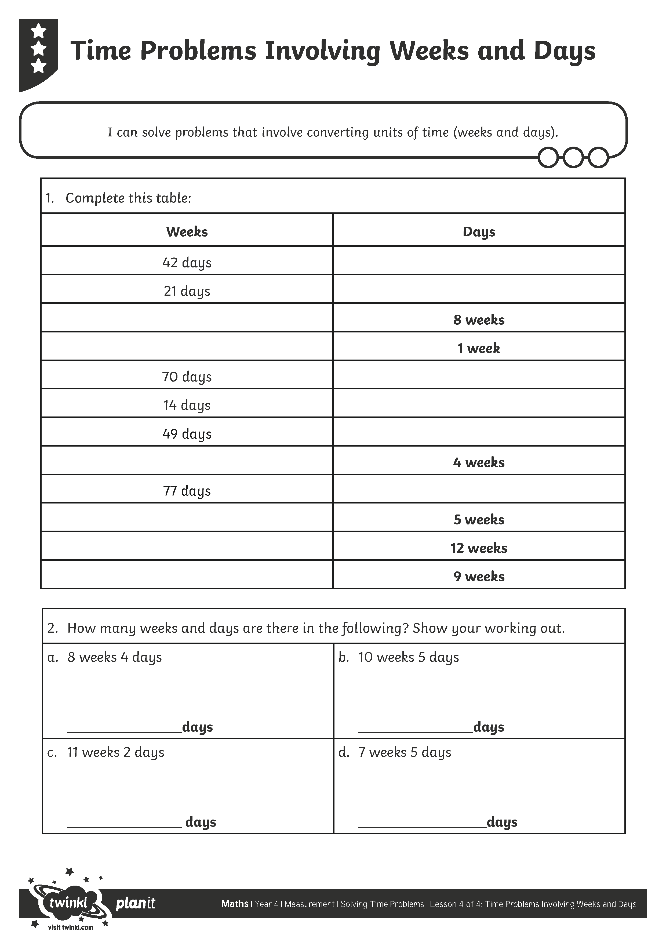 Time Problems Involving Weeks and Days
I can solve problems that involve converting units of time (weeks and days).
1. Complete this table:
Weeks Days
42 days
21 days
8 weeks
1 week
70 days
14 days
49 days
4 weeks
77 days
5 weeks
12 weeks
9 weeks
2. How many weeks and days are there in the following? Show your working out.
a. 8 weeks 4 days
______________days
b. 10 weeks 5 days
______________days
c. 11 weeks 2 days
______________ days
d. 7 weeks 5 days
________________days
twinkl planit
visit twinkl.com
Maths | Year 4 | Measurement | Solving Time Problems | Lesson 4 of 4: Time Problems Involving Weeks and Days